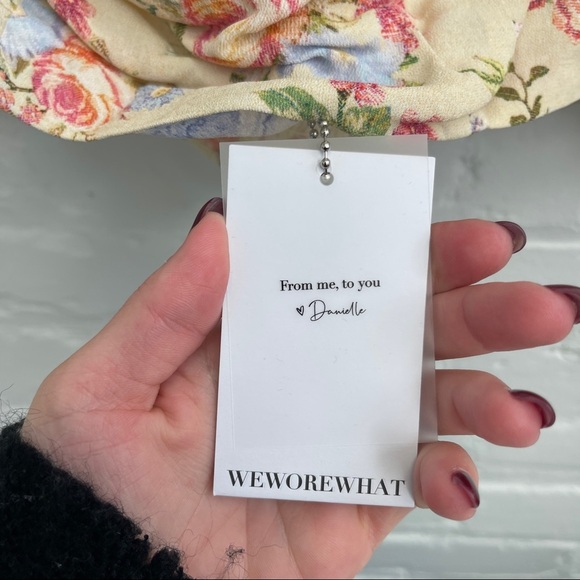 From me, to you
♡ Danielle
WEWOREWHAT